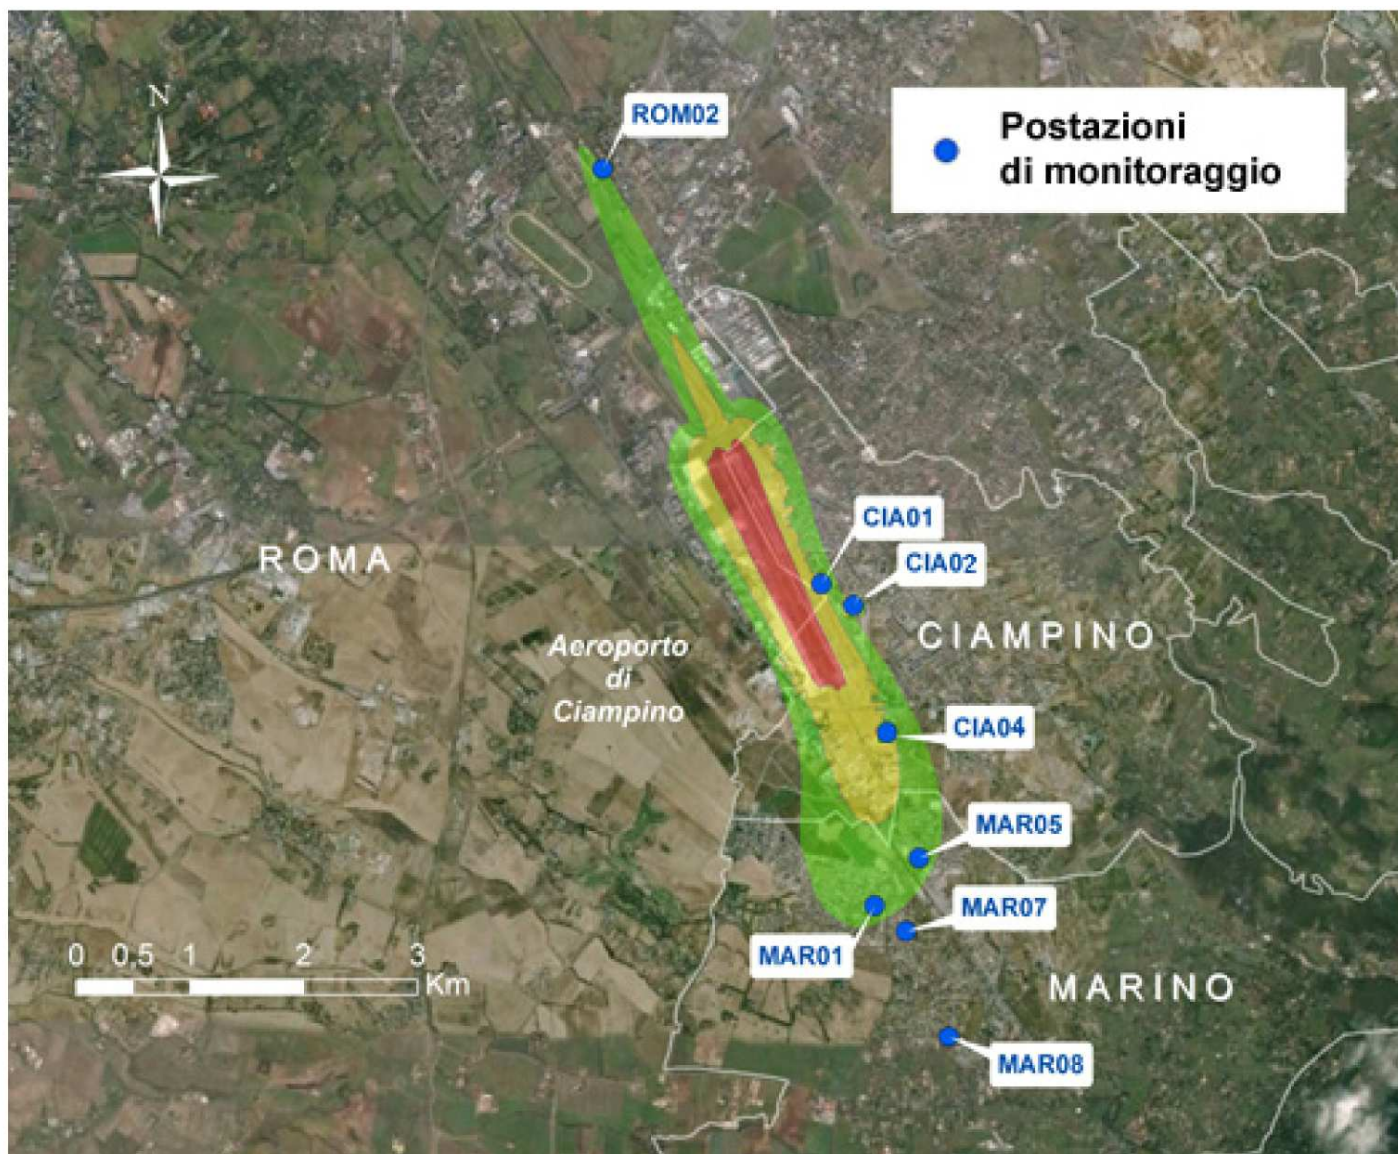 N
ROM02
Postazioni
di monitoraggio
CIA01
ROMA
CIA02
CIAMPINO
Aeroporto
di
Ciampino
CIA04
MAR05
MAR07
0 0,5 1 2 3
Km
MAR01
MARINO
MAR08